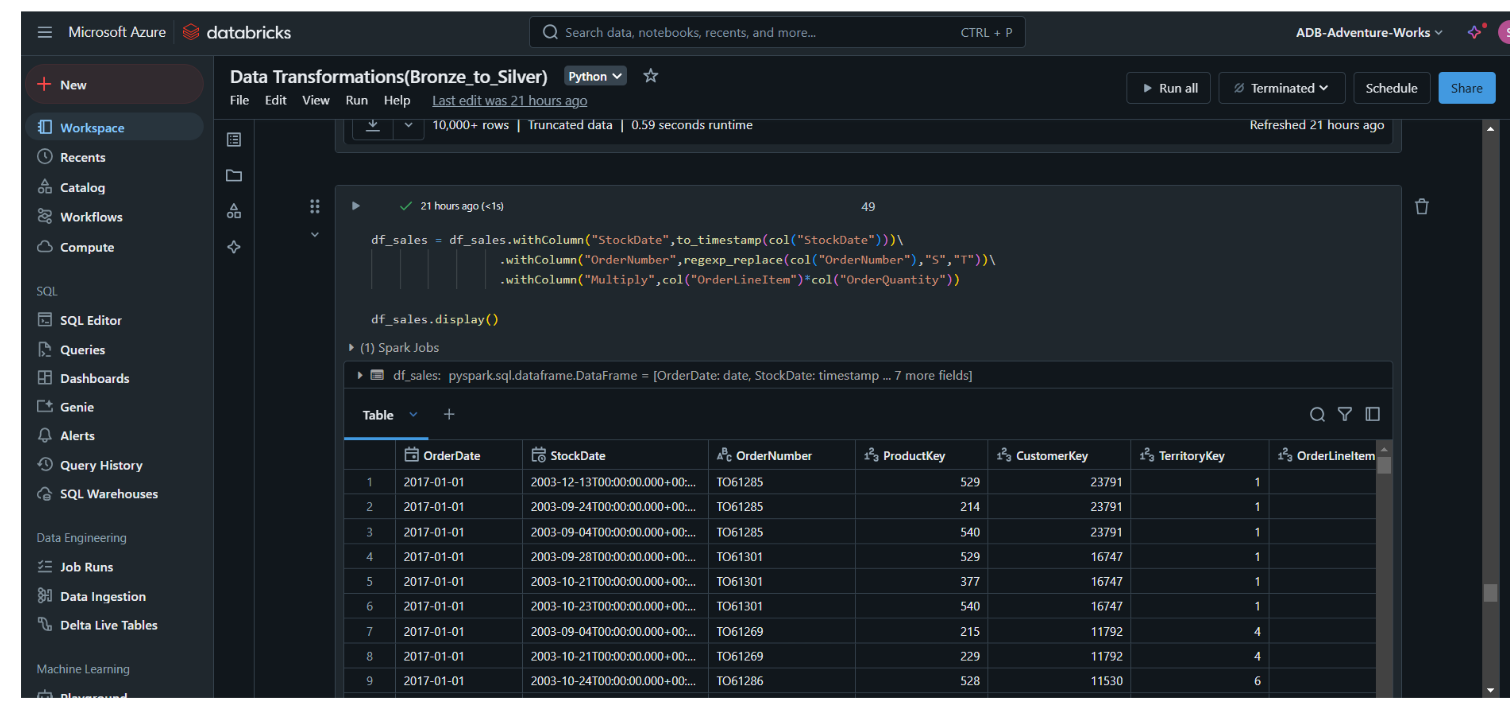 Microsoft Azure databricks Search data, notebooks, recents, and more... CTRL + P ADB-Adventure-Works
New
Workspace
Recents
Catalog
Workflows
Compute
SQL
SQL Editor
Queries
Dashboards
Genie
Alerts
Query History
SQL Warehouses
Data Engineering
Job Runs
Data Ingestion
Delta Live Tables
Machine Learning
Playground
Data Transformations(Bronze_to_Silver) Python
File Edit View Run Help Last edit was 21 hours ago
Run all Terminated Schedule Share
10,000+ rows | Truncated data | 0.59 seconds runtime Refreshed 21 hours ago
21 hours ago (<1s) 49
df_sales = df_sales.withColumn("StockDate",to_timestamp(col("StockDate")))\
.withColumn("OrderNumber",regexp_replace(col("OrderNumber"),"S","T"))\
.withColumn("Multiply",col("OrderLineItem")*col("OrderQuantity"))
df_sales.display()
(1) Spark Jobs
df_sales: pyspark.sql.dataframe.DataFrame = [OrderDate: date, StockDate: timestamp ... 7 more fields]
Table +
OrderDate StockDate OrderNumber ProductKey CustomerKey TerritoryKey OrderLineItem
1 2017-01-01 2003-12-13T00:00:00.000+00:... TO61285 529 23791 1
2 2017-01-01 2003-09-24T00:00:00.000+00:... TO61285 214 23791 1
3 2017-01-01 2003-09-04T00:00:00.000+00:... TO61285 540 23791 1
4 2017-01-01 2003-09-28T00:00:00.000+00:... TO61301 529 16747 1
5 2017-01-01 2003-10-21T00:00:00.000+00:... TO61301 377 16747 1
6 2017-01-01 2003-10-23T00:00:00.000+00:... TO61301 540 16747 1
7 2017-01-01 2003-09-04T00:00:00.000+00:... TO61269 215 11792 4
8 2017-01-01 2003-10-21T00:00:00.000+00:... TO61269 229 11792 4
9 2017-01-01 2003-10-24T00:00:00.000+00:... TO61286 528 11530 6